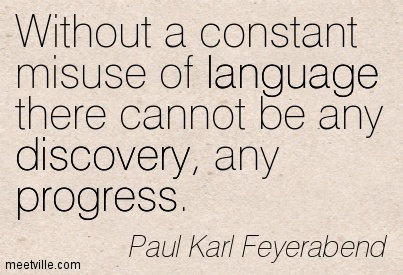 Without a constant
misuse of language
there cannot be any
discovery, any
progress.
Paul Karl Feyerabend
meetville.com